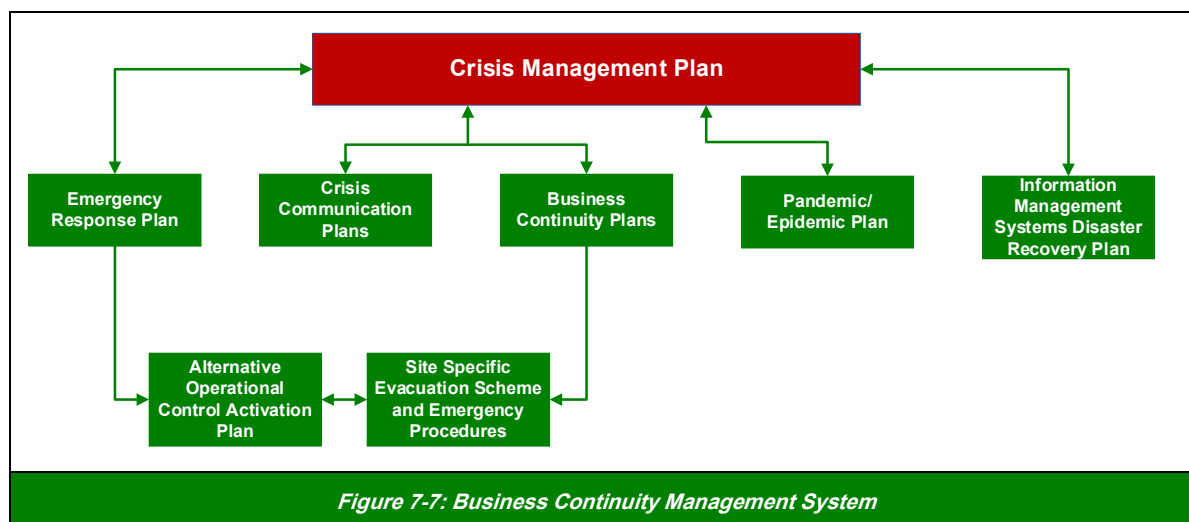 Crisis Management Plan
Emergency
Response Plan
Crisis
Communication
Plans
Business
Continuity Plans
Pandemic/
Epidemic Plan
Information
Management
Systems Disaster
Recovery Plan
Alternative
Operational
Control Activation
Plan
Site Specific
Evacuation Scheme
and Emergency
Procedures
Figure 7-7: Business Continuity Management System